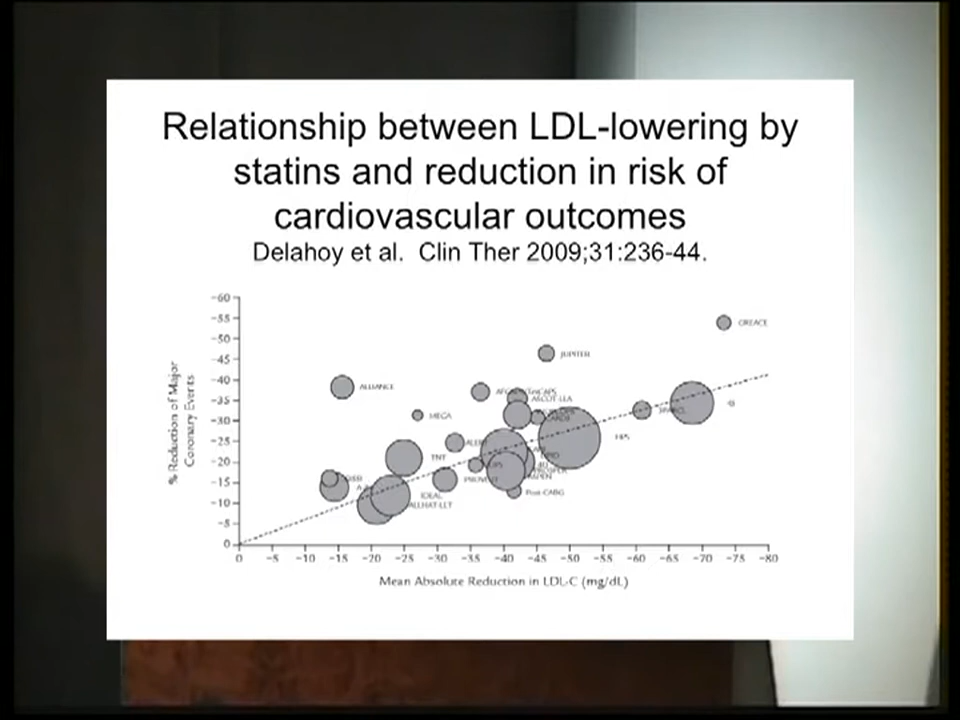 Relationship between LDL-lowering by
statins and reduction in risk of
cardiovascular outcomes
Delahoy et al.  Clin Ther 2009;31:236-44.
% Reduction of Major
Coronary Events
-60
-55
-50
-45
-40
-35
-30
-25
-20
-15
-10
-5
0
GREACE
JUPITER
ALLIANCE
ASCOT-LLA
MEGA
HPS
TNT
IDEAL
ALLHAT-LLT
Post-CABG
0 -5 -10 -15 -20 -25 -30 -35 -40 -45 -50 -55 -60 -65 -70 -75 -80
Mean Absolute Reduction in LDL-C (mg/dL)